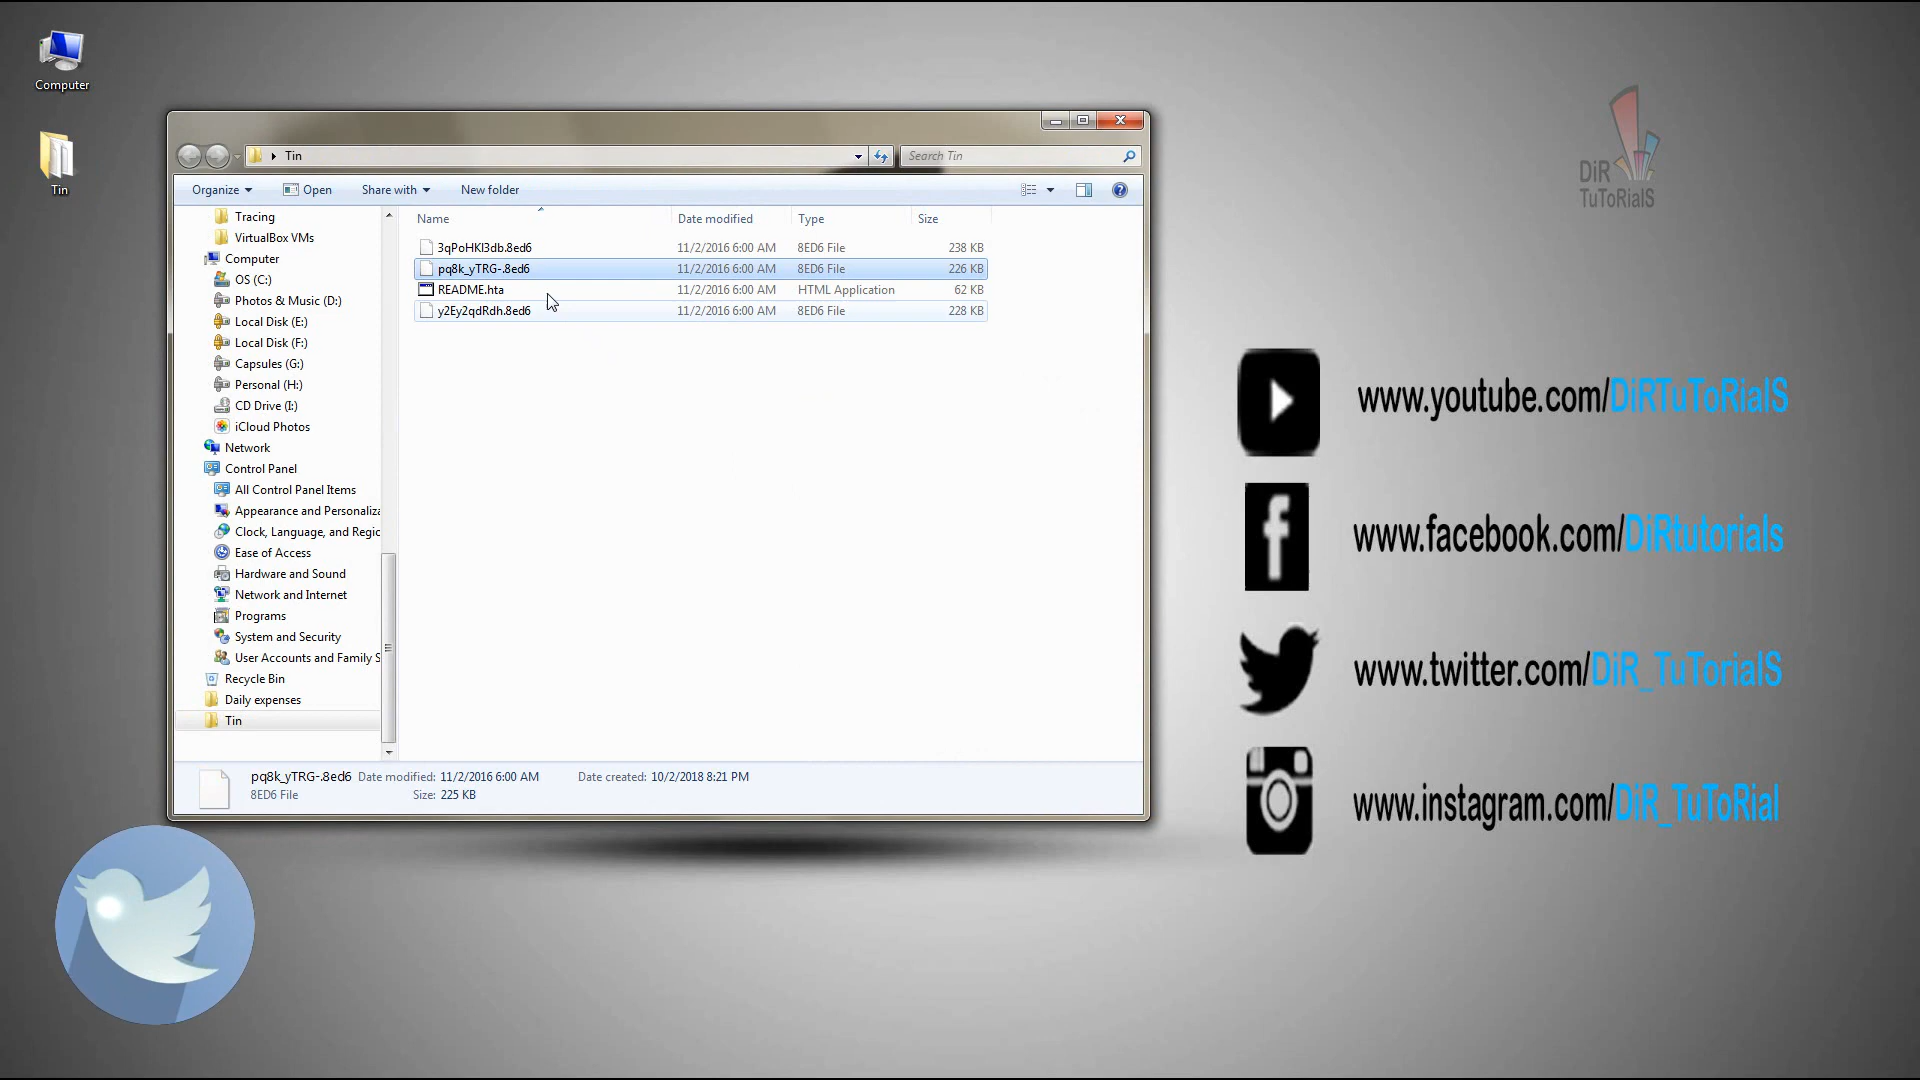 Computer
Tin
Tin
Search Tin
Organize
Open
Share with
New folder
Name
Date modified
Type
Size
3qPoHKI3db.8ed6 11/2/2016 6:00 AM 8ED6 File 238 KB
pq8k_yTRG-.8ed6 11/2/2016 6:00 AM 8ED6 File 226 KB
README.hta 11/2/2016 6:00 AM HTML Application 62 KB
y2Ey2qdRdh.8ed6 11/2/2016 6:00 AM 8ED6 File 228 KB
Tracing
VirtualBox VMs
Computer
OS (C:)
Photos & Music (D:)
Local Disk (E:)
Local Disk (F:)
Capsules (G:)
Personal (H:)
CD Drive (I:)
iCloud Photos
Network
Control Panel
All Control Panel Items
Appearance and Personaliza
Clock, Language, and Regic
Ease of Access
Hardware and Sound
Network and Internet
Programs
System and Security
User Accounts and Family S
Recycle Bin
Daily expenses
Tin
pq8k_yTRG-.8ed6 Date modified: 11/2/2016 6:00 AM Date created: 10/2/2018 8:21 PM
8ED6 File Size: 225 KB
DiR
TuToRialS
www.youtube.com/DiRTuToRialS
www.facebook.com/DiRtutorials
www.twitter.com/DiR_TuTorialS
www.instagram.com/DiR_TuToRial